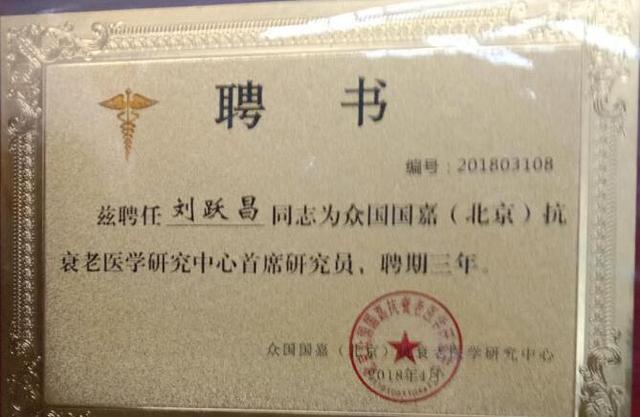 聘书
编号：201803108
兹聘任刘跃昌同志为众国国嘉（北京）抗
衰老医学研究中心首席研究员，聘期三年。
众国国嘉（北京）抗衰老医学研究中心
2018年4月